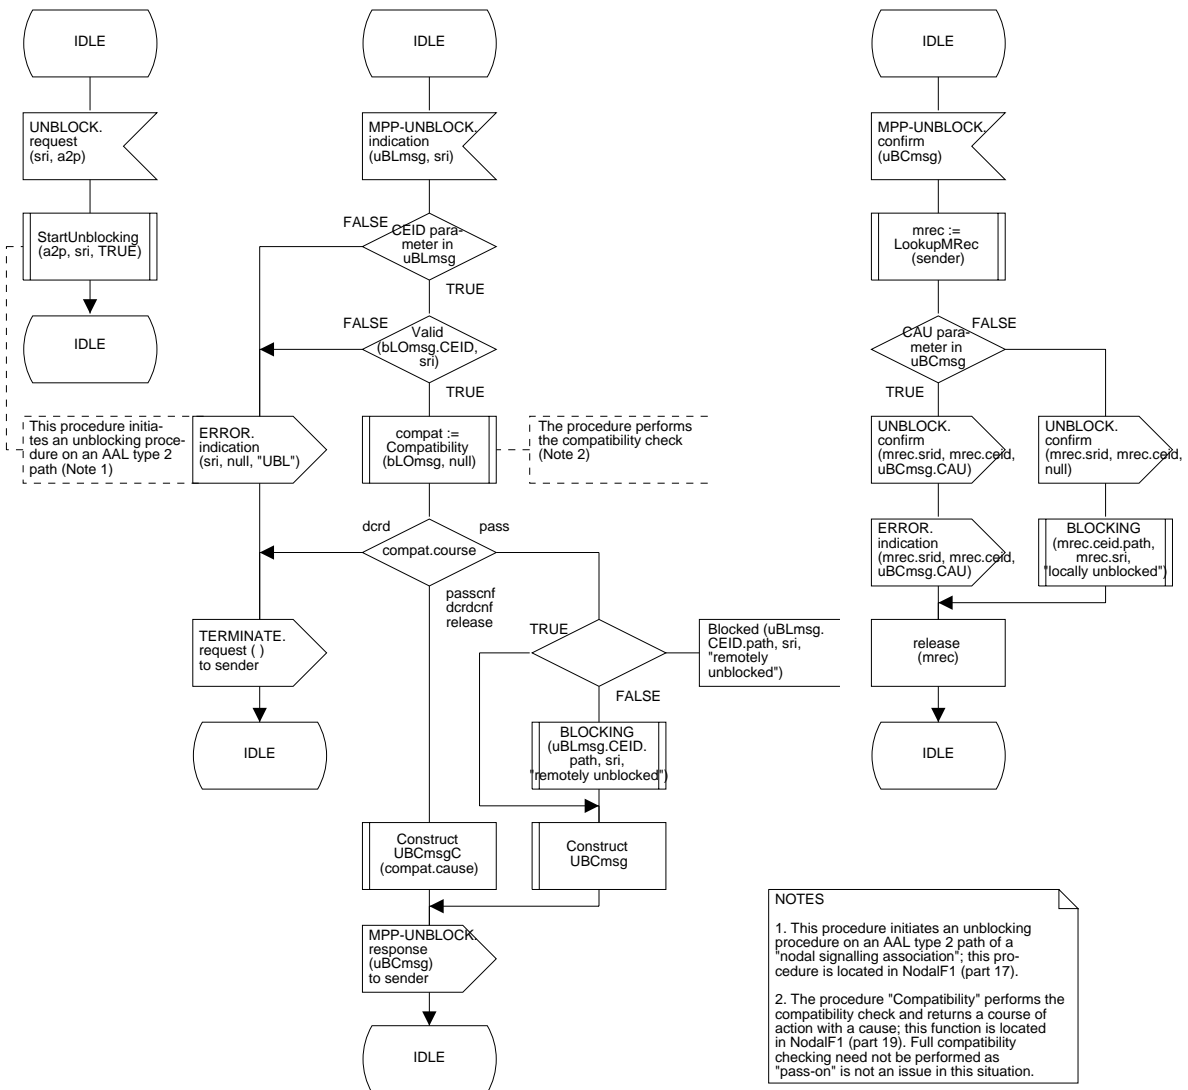 IDLE
UNBLOCK.
request
(sri, a2p)
StartUnblocking
(a2p, sri, TRUE)
IDLE
This procedure initia-
tes an unblocking proce-
dure on an AAL type 2
path (Note 1)
IDLE
MPP-UNBLOCK.
indication
(uBLmsg, sri)
FALSE
CEID para-
meter in
uBLmsg
TRUE
FALSE
Valid
(bLOmsg.CEID,
sri)
TRUE
ERROR.
indication
(sri, null, "UBL")
compat :=
Compatibility
(bLOmsg, null)
The procedure performs
the compatibility check
(Note 2)
dcrd
pass
compat.course
passcnf
dcrdcnf
release
TERMINATE.
request ( )
to sender
IDLE
TRUE
Blocked (uBLmsg.
CEID.path, sri,
"remotely
unblocked")
FALSE
BLOCKING
(uBLmsg.CEID.
path, sri,
"remotely unblocked")
Construct
UBCmsgC
(compat.cause)
Construct
UBCmsg
MPP-UNBLOCK.
response
(uBCmsg)
to sender
IDLE
IDLE
MPP-UNBLOCK.
confirm
(uBCmsg)
mrec :=
LookupMRec
(sender)
FALSE
CAU para-
meter in
uBCmsg
TRUE
UNBLOCK.
confirm
(mrec.srid, mrec.ceid,
uBCmsg.CAU)
UNBLOCK.
confirm
(mrec.srid, mrec.ceid,
null)
ERROR.
indication
(mrec.srid, mrec.ceid,
uBCmsg.CAU)
BLOCKING
(mrec.ceid.path,
mrec.sri,
"locally unblocked")
release
(mrec)
IDLE
NOTES
1. This procedure initiates an unblocking
procedure on an AAL type 2 path of a
"nodal signalling association"; this pro-
cedure is located in NodalF1 (part 17).
2. The procedure "Compatibility" performs the
compatibility check and returns a course of
action with a cause; this function is located
in NodalF1 (part 19). Full compatibility
checking need not be performed as
"pass-on" is not an issue in this situation.